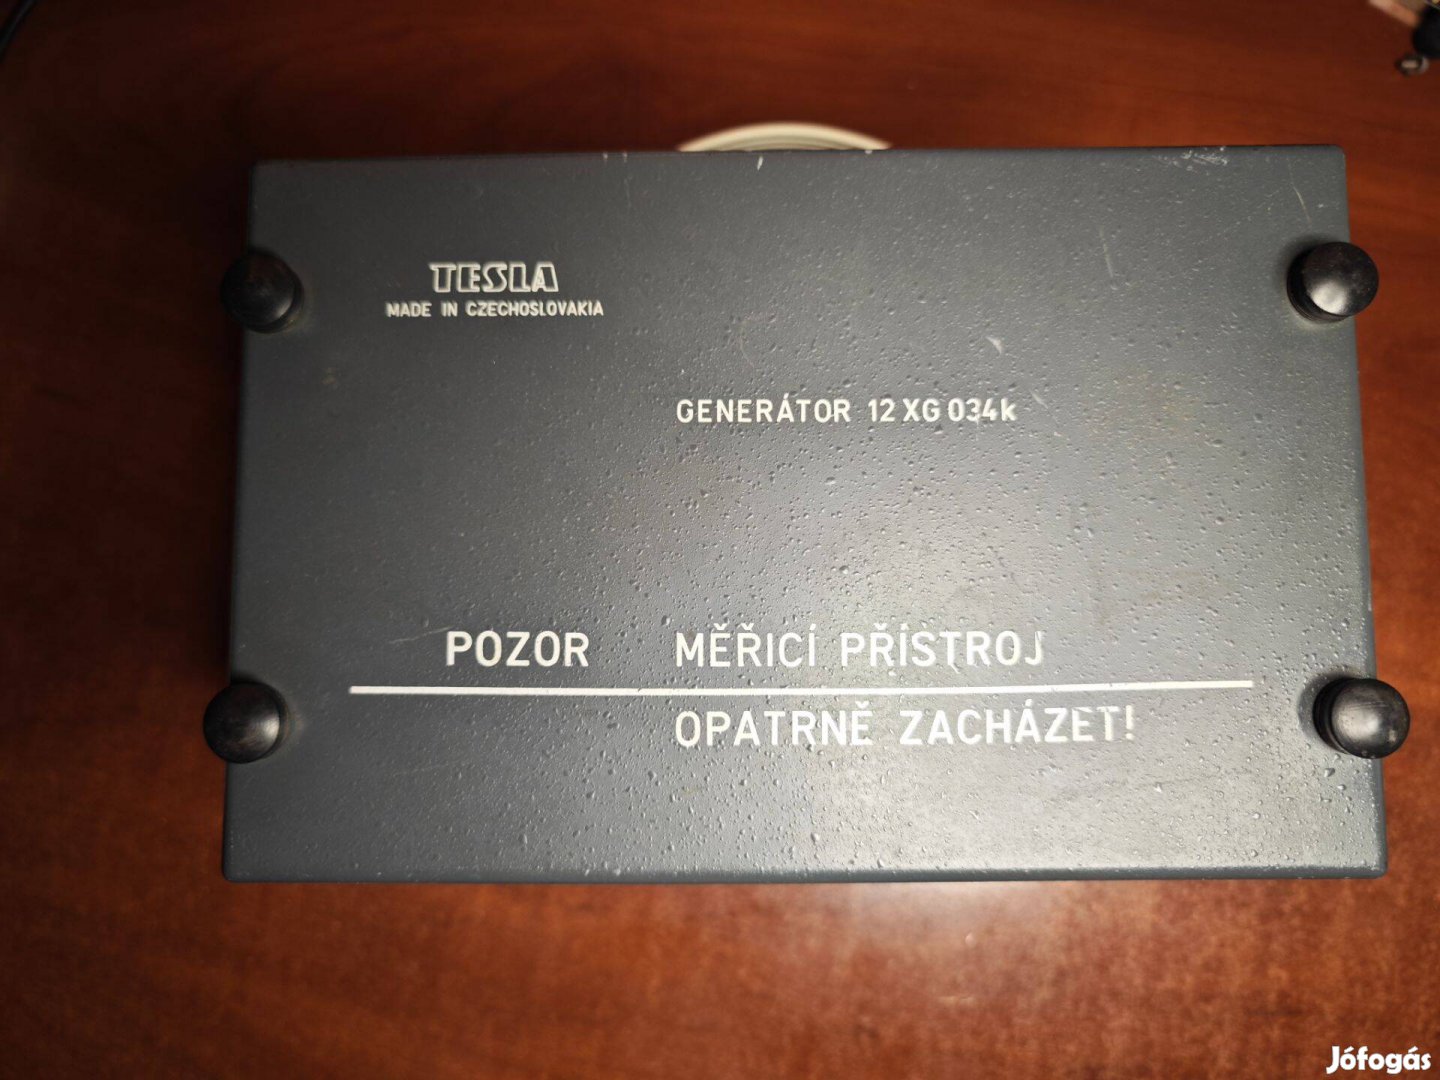 TESLA
MADE IN CZECHOSLOVAKIA
GENERÁTOR 12 XG 034k
POZOR MĚŘICÍ PŘÍSTROJ
OPATRNĚ ZACHÁZET!
Jófogás